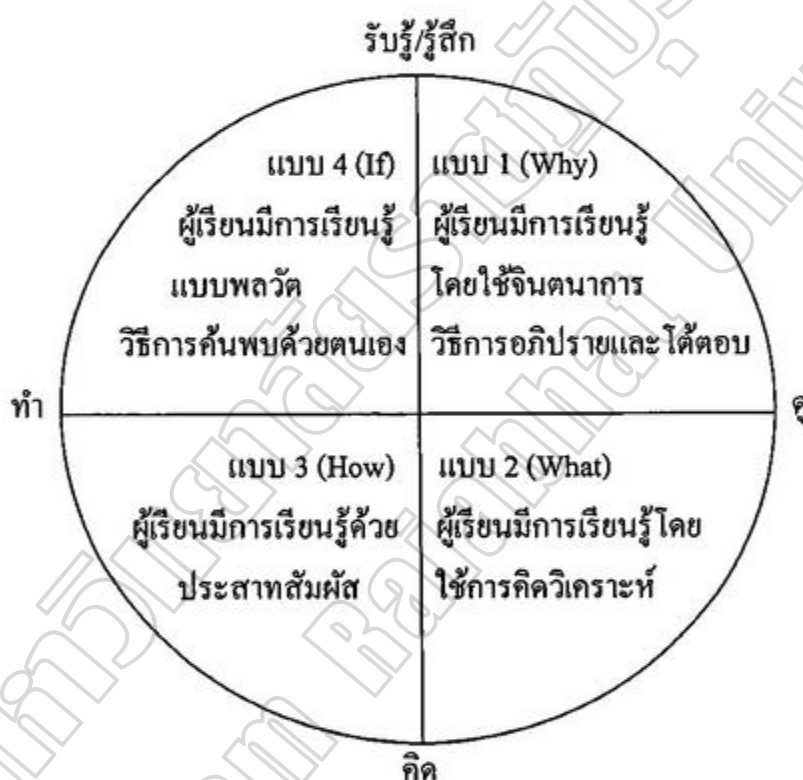 รับรู้/รู้สึก
แบบ 4 (If)
ผู้เรียนมีการเรียนรู้
แบบพลวัต
วิธีการค้นพบด้วยตนเอง
แบบ 1 (Why)
ผู้เรียนมีการเรียนรู้
โดยใช้จินตนาการ
วิธีการอภิปรายและโต้ตอบ
ทำ
ดู
แบบ 3 (How)
ผู้เรียนมีการเรียนรู้ด้วย
ประสาทสัมผัส
แบบ 2 (What)
ผู้เรียนมีการเรียนรู้โดย
ใช้การคิดวิเคราะห์
คิด